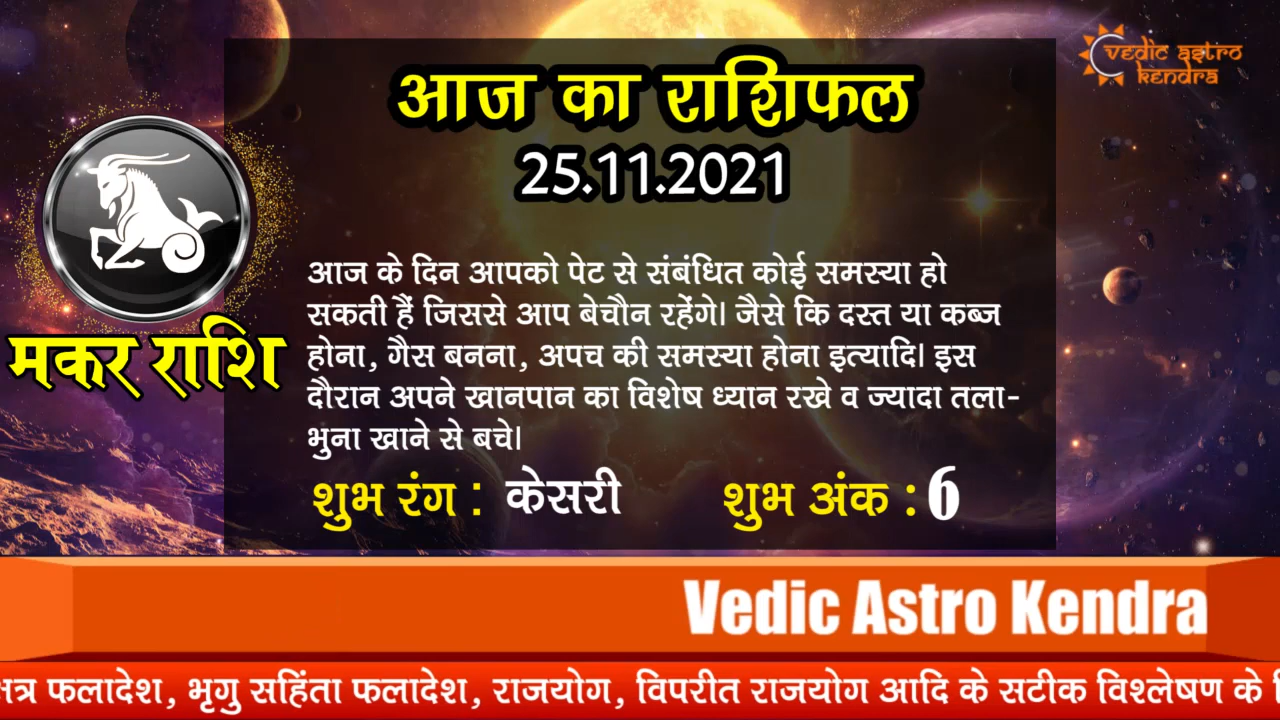 vedic astro
kendra
आज का राशिफल
25.11.2021
मकर राशि
आज के दिन आपको पेट से संबंधित कोई समस्या हो
सकती हैं जिससे आप बेचौन रहेंगे। जैसे कि दस्त या कब्ज
होना, गैस बनना, अपच की समस्या होना इत्यादि। इस
दौरान अपने खानपान का विशेष ध्यान रखे व ज्यादा तला-
भुना खाने से बचे।
शुभ रंग : केसरी शुभ अंक : 6
Vedic Astro Kendra
फलादेश, भृगु सहिंता फलादेश, राजयोग, विपरीत राजयोग आदि के सटीक विश्लेषण के